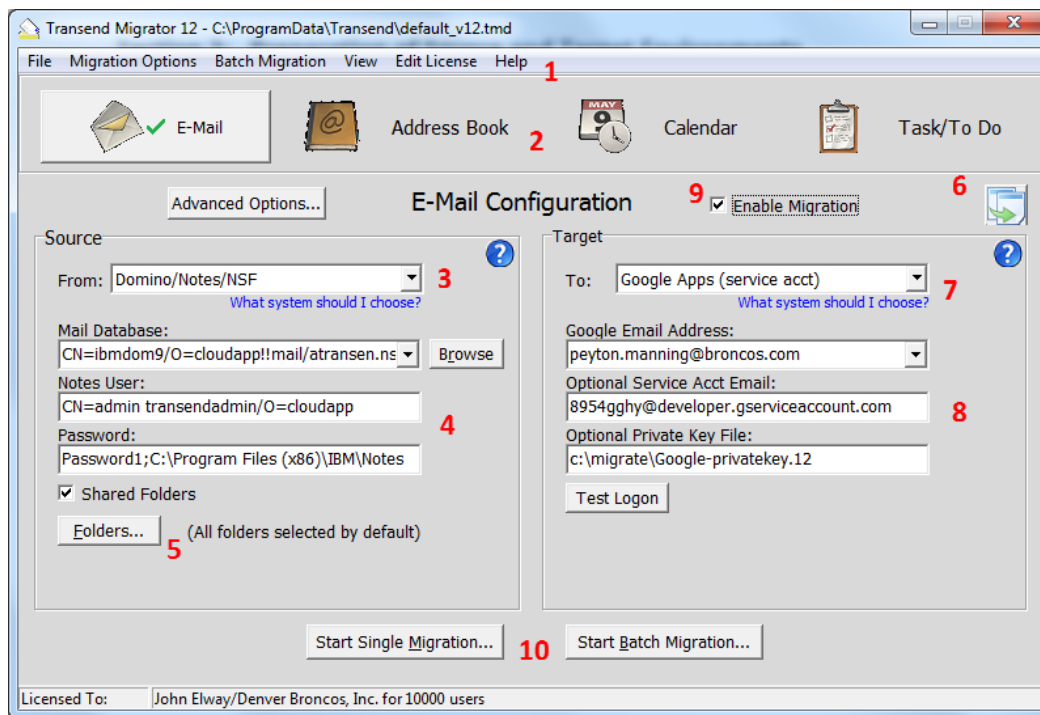 Transend Migrator 12 - C:\ProgramData\Transend\default_v12.tmd
File Migration Options Batch Migration View Edit License Help
1
E-Mail
Address Book
2
MAY
9
Calendar
Task/To Do
Advanced Options...
E-Mail Configuration
9
Enable Migration
6
Source
From: Domino/Notes/NSF
3
What system should I choose?
Mail Database:
CN=ibmdom9/O=cloudapp!!mail/atransen.ns
Browse
Notes User:
CN=admin transendadmin/O=cloudapp
4
Password:
Password1;C:\Program Files (x86)\IBM\Notes
Shared Folders
Folders...
5
(All folders selected by default)
Target
To: Google Apps (service acct)
7
What system should I choose?
Google Email Address:
peyton.manning@broncos.com
Optional Service Acct Email:
8954gghy@developer.gserviceaccount.com
8
Optional Private Key File:
c:\migrate\Google-privatekey.12
Test Logon
Start Single Migration...
10
Start Batch Migration...
Licensed To: John Elway/Denver Broncos, Inc. for 10000 users